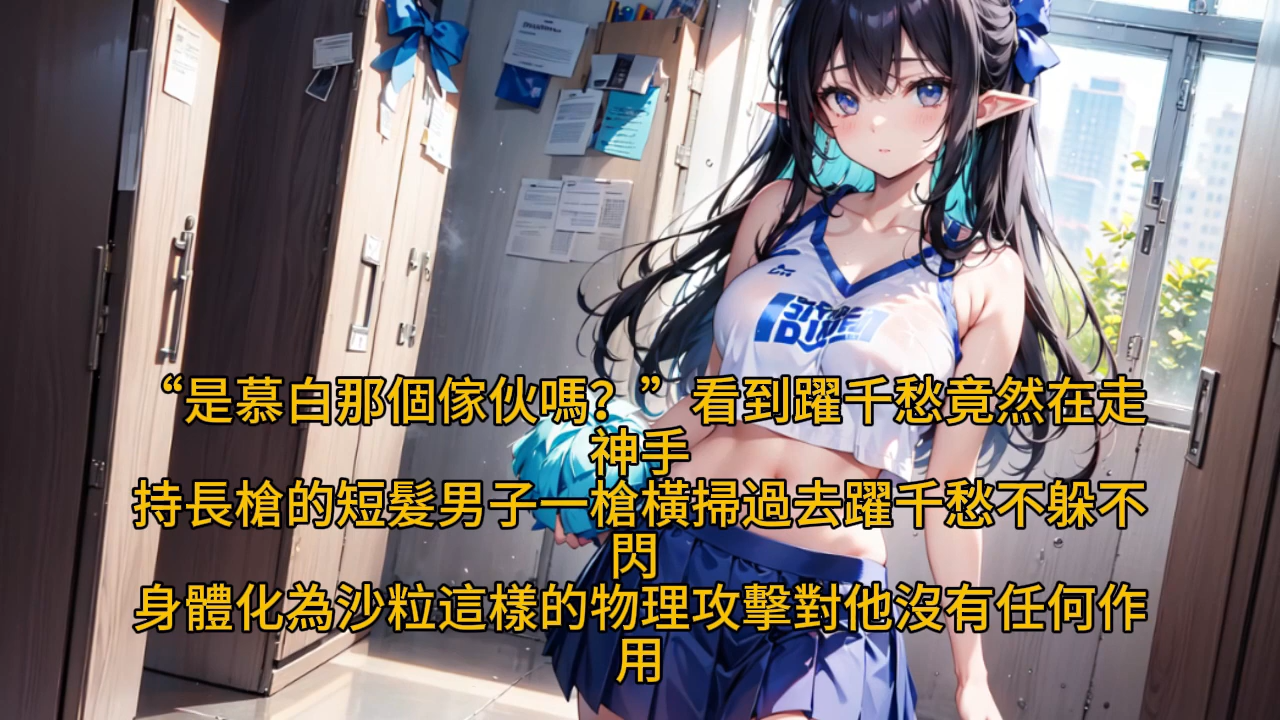 “是慕白那個傢伙嗎？”看到躍千愁竟然在走
神手
持長槍的短髮男子一槍橫掃過去躍千愁不躲不
閃
身體化為沙粒這樣的物理攻擊對他沒有任何作
用